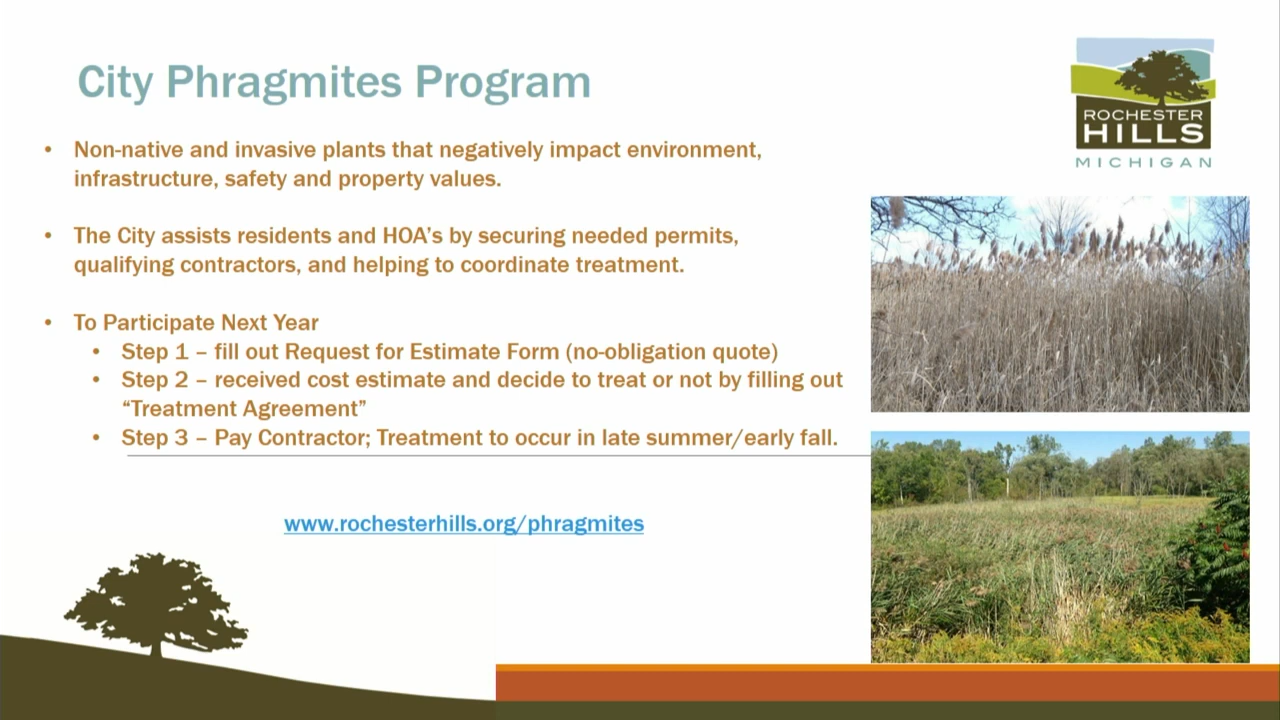 City Phragmites Program
ROCHESTER
HILLS
MICHIGAN
• Non-native and invasive plants that negatively impact environment,
infrastructure, safety and property values.
• The City assists residents and HOA’s by securing needed permits,
qualifying contractors, and helping to coordinate treatment.
• To Participate Next Year
• Step 1 – fill out Request for Estimate Form (no-obligation quote)
• Step 2 – received cost estimate and decide to treat or not by filling out
“Treatment Agreement”
• Step 3 – Pay Contractor; Treatment to occur in late summer/early fall.
www.rochesterhills.org/phragmites